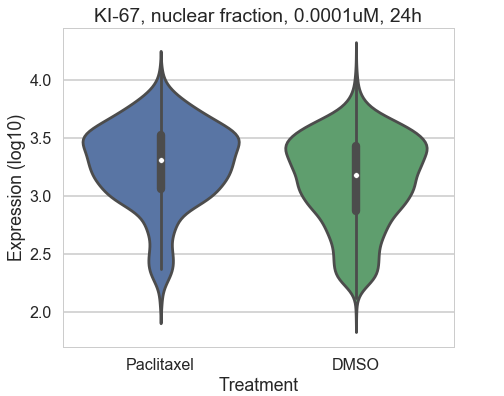 KI-67, nuclear fraction, 0.0001uM, 24h
Expression (log10)
4.0
3.5
3.0
2.5
2.0
Paclitaxel DMSO
Treatment